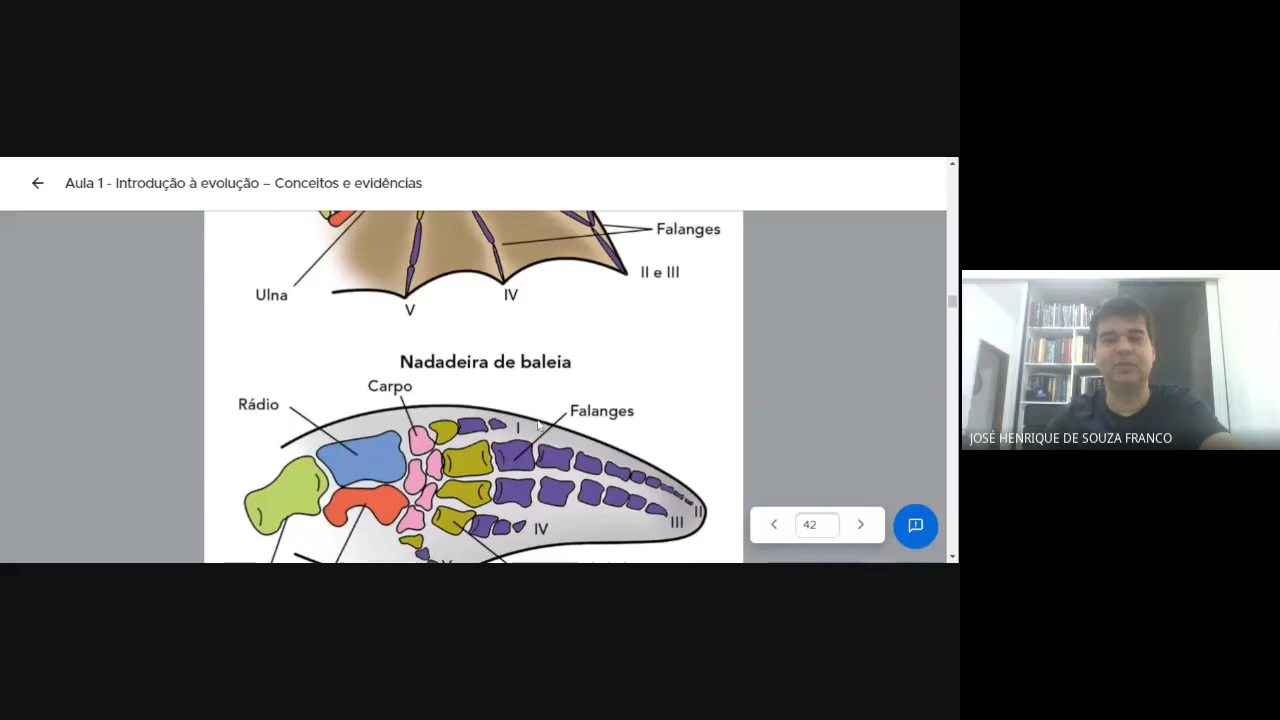 Aula 1 - Introdução à evolução – Conceitos e evidências
Falanges
II e III
Ulna
IV
V
Nadadeira de baleia
Carpo
Rádio
Falanges
I
II
III
IV
42
JOSÉ HENRIQUE DE SOUZA FRANCO